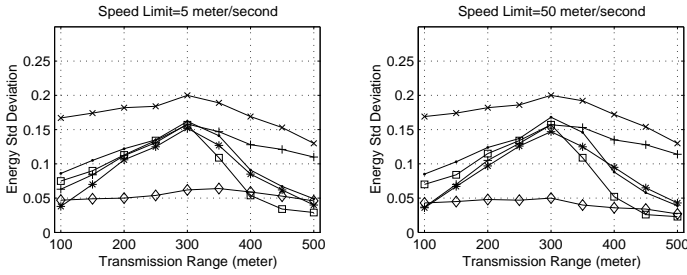 Speed Limit=5 meter/second
0.25
0.2
0.15
0.1
0.05
0
Energy Std Deviation
100 200 300 400 500
Transmission Range (meter)
Speed Limit=50 meter/second
0.25
0.2
0.15
0.1
0.05
0
Energy Std Deviation
100 200 300 400 500
Transmission Range (meter)